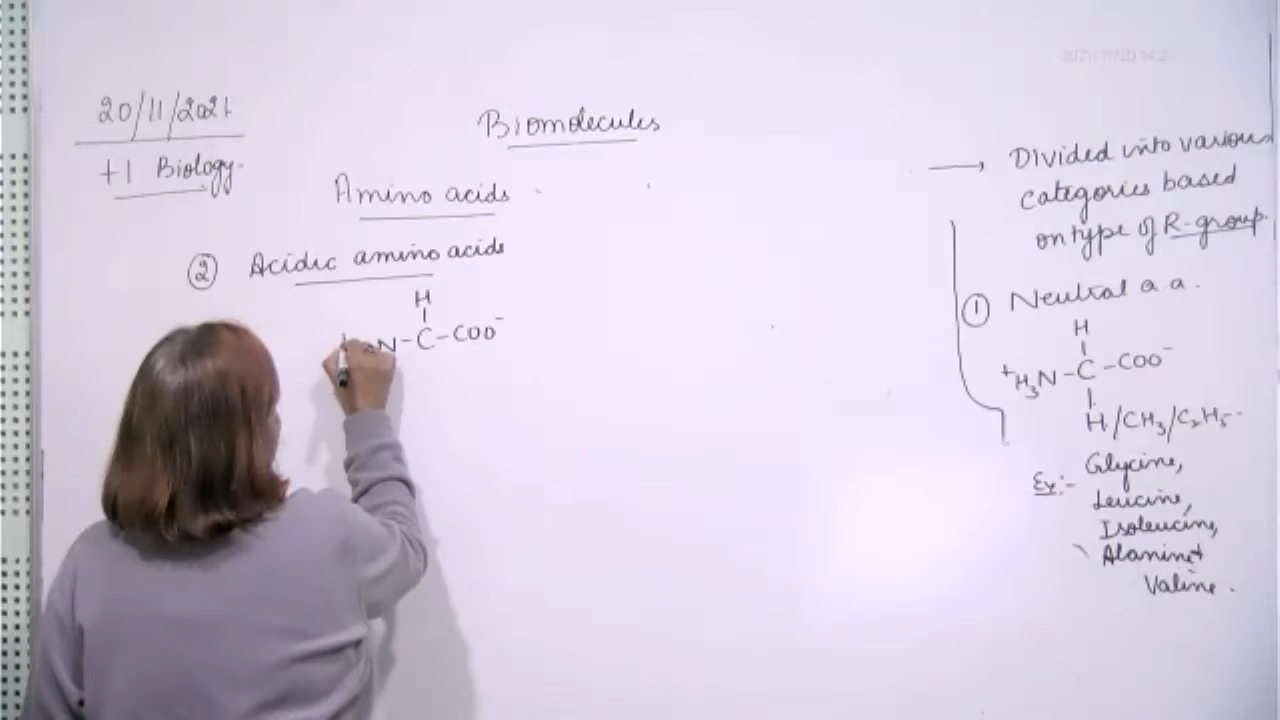 20/11/2021
+1 Biology.
Biomolecules
Amino acids
② Acidic amino acids
H
N-C-COO⁻
→ Divided into various
categories based
on type of R-group.
① Neutral a.a.
H
⁺H₃N-C-COO⁻
H/CH₃/C₂H₅.
Ex:- Glycine,
Leucine,
Isoleucine,
Alanine+
Valine.